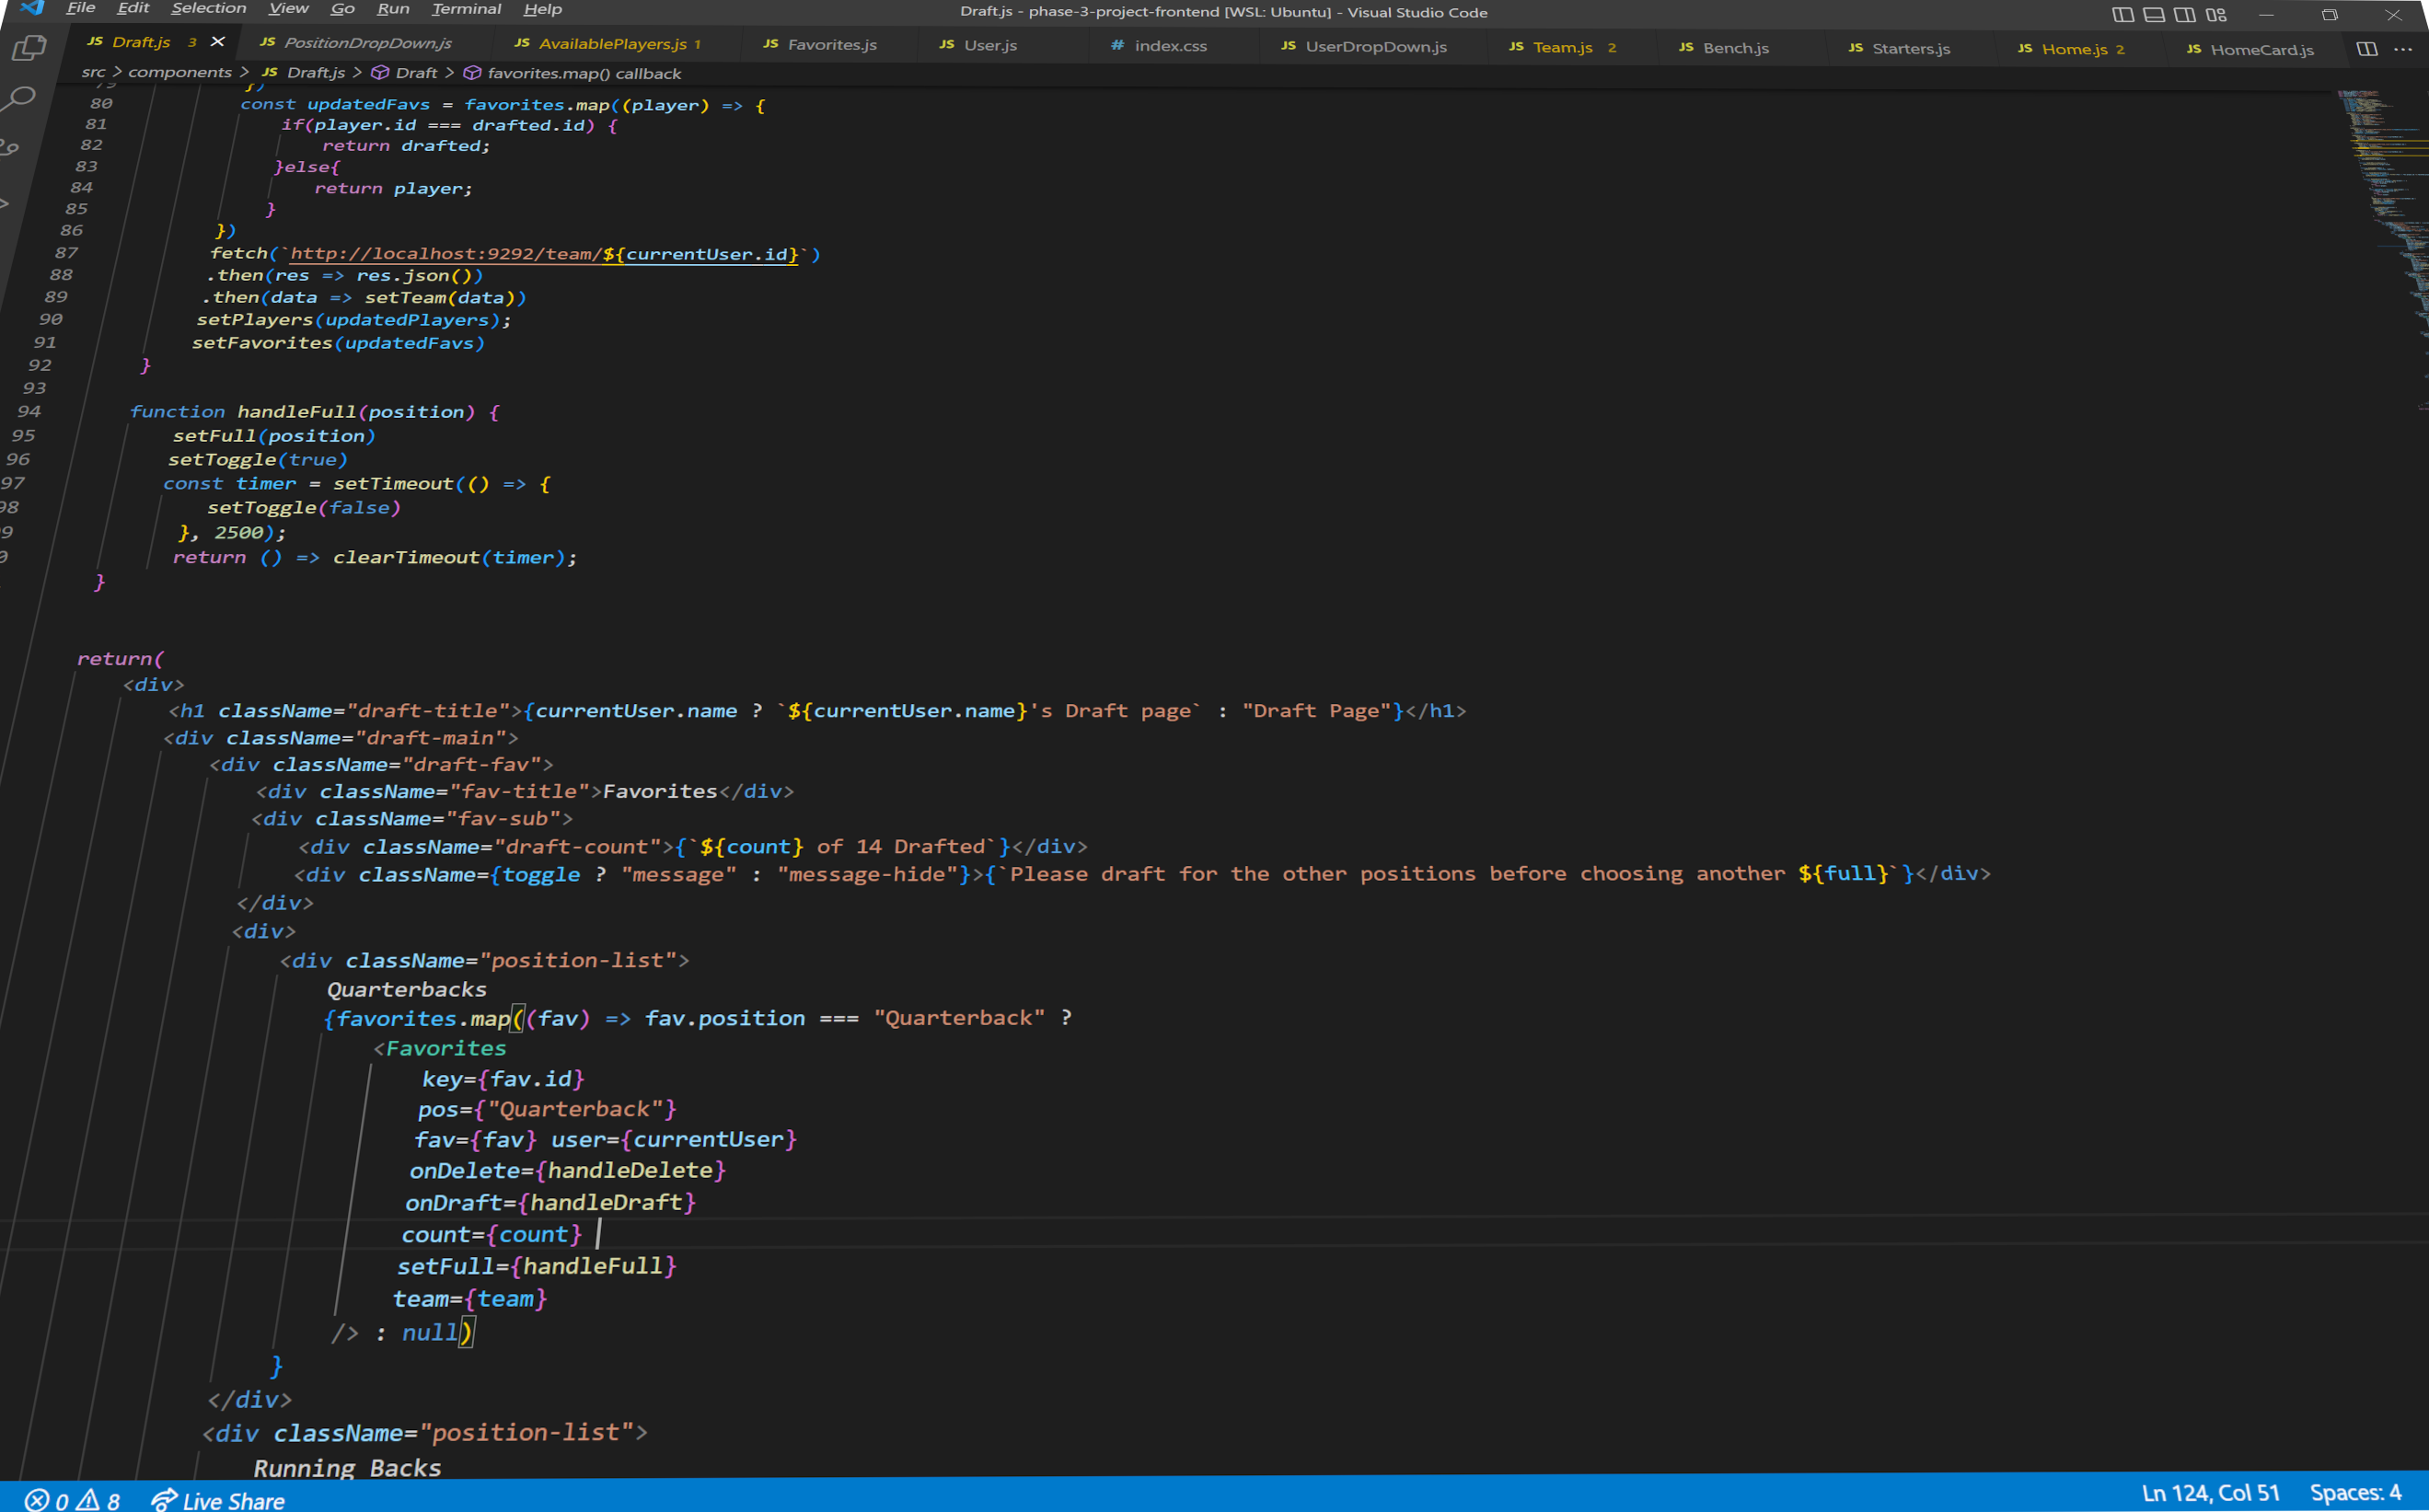 File Edit Selection View Go Run Terminal Help
Draft.js - phase-3-project-frontend [WSL: Ubuntu] - Visual Studio Code
JS Draft.js 3 JS PositionDropDown.js JS AvailablePlayers.js 1 JS Favorites.js JS User.js # index.css JS UserDropDown.js JS Team.js 2 JS Bench.js JS Starters.js JS Home.js 2 JS HomeCard.js
src > components > JS Draft.js > Draft > favorites.map() callback
79 })
80 const updatedFavs = favorites.map((player) => {
81 if(player.id === drafted.id) {
82 return drafted;
83 }else{
84 return player;
85 }
86 })
87 fetch(`http://localhost:9292/team/${currentUser.id}`)
88 .then(res => res.json())
89 .then(data => setTeam(data))
90 setPlayers(updatedPlayers);
91 setFavorites(updatedFavs)
92 }
93
94 function handleFull(position) {
95 setFull(position)
96 setToggle(true)
97 const timer = setTimeout(() => {
98 setToggle(false)
9 }, 2500);
0 return () => clearTimeout(timer);
}
return(
<div>
<h1 className="draft-title">{currentUser.name ? `${currentUser.name}'s Draft page` : "Draft Page"}</h1>
<div className="draft-main">
<div className="draft-fav">
<div className="fav-title">Favorites</div>
<div className="fav-sub">
<div className="draft-count">{`${count} of 14 Drafted`}</div>
<div className={toggle ? "message" : "message-hide"}>{`Please draft for the other positions before choosing another ${full}`}</div>
</div>
<div>
<div className="position-list">
Quarterbacks
{favorites.map((fav) => fav.position === "Quarterback" ?
<Favorites
key={fav.id}
pos={"Quarterback"}
fav={fav} user={currentUser}
onDelete={handleDelete}
onDraft={handleDraft}
count={count}
setFull={handleFull}
team={team}
/> : null)
}
</div>
<div className="position-list">
Running Backs
0 8 Live Share
Ln 124, Col 51 Spaces: 4